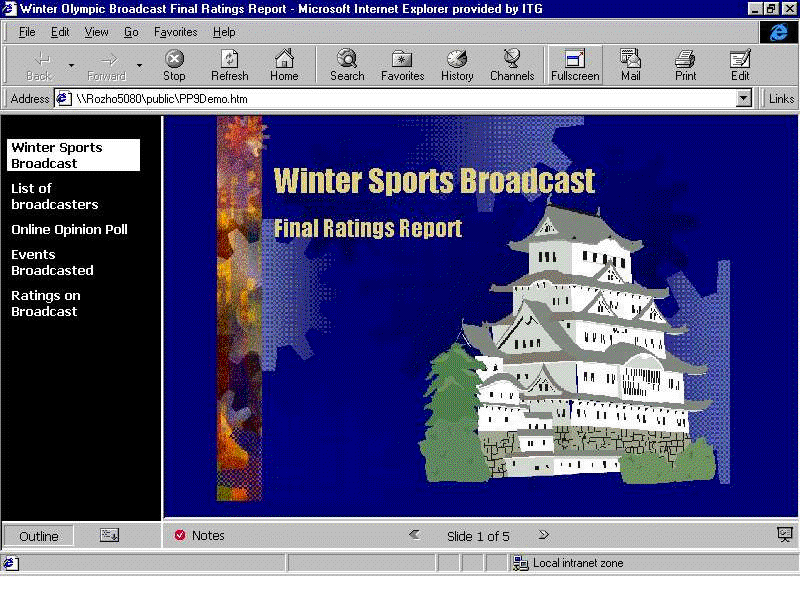 Winter Olympic Broadcast Final Ratings Report - Microsoft Internet Explorer provided by ITG
File Edit View Go Favorites Help
Back Forward Stop Refresh Home Search Favorites History Channels Fullscreen Mail Print Edit
Address \\Rozho5080\public\PP9Demo.htm Links
Winter Sports
Broadcast
List of
broadcasters
Online Opinion Poll
Events
Broadcasted
Ratings on
Broadcast
Winter Sports Broadcast
Final Ratings Report
Outline Notes Slide 1 of 5
Local intranet zone